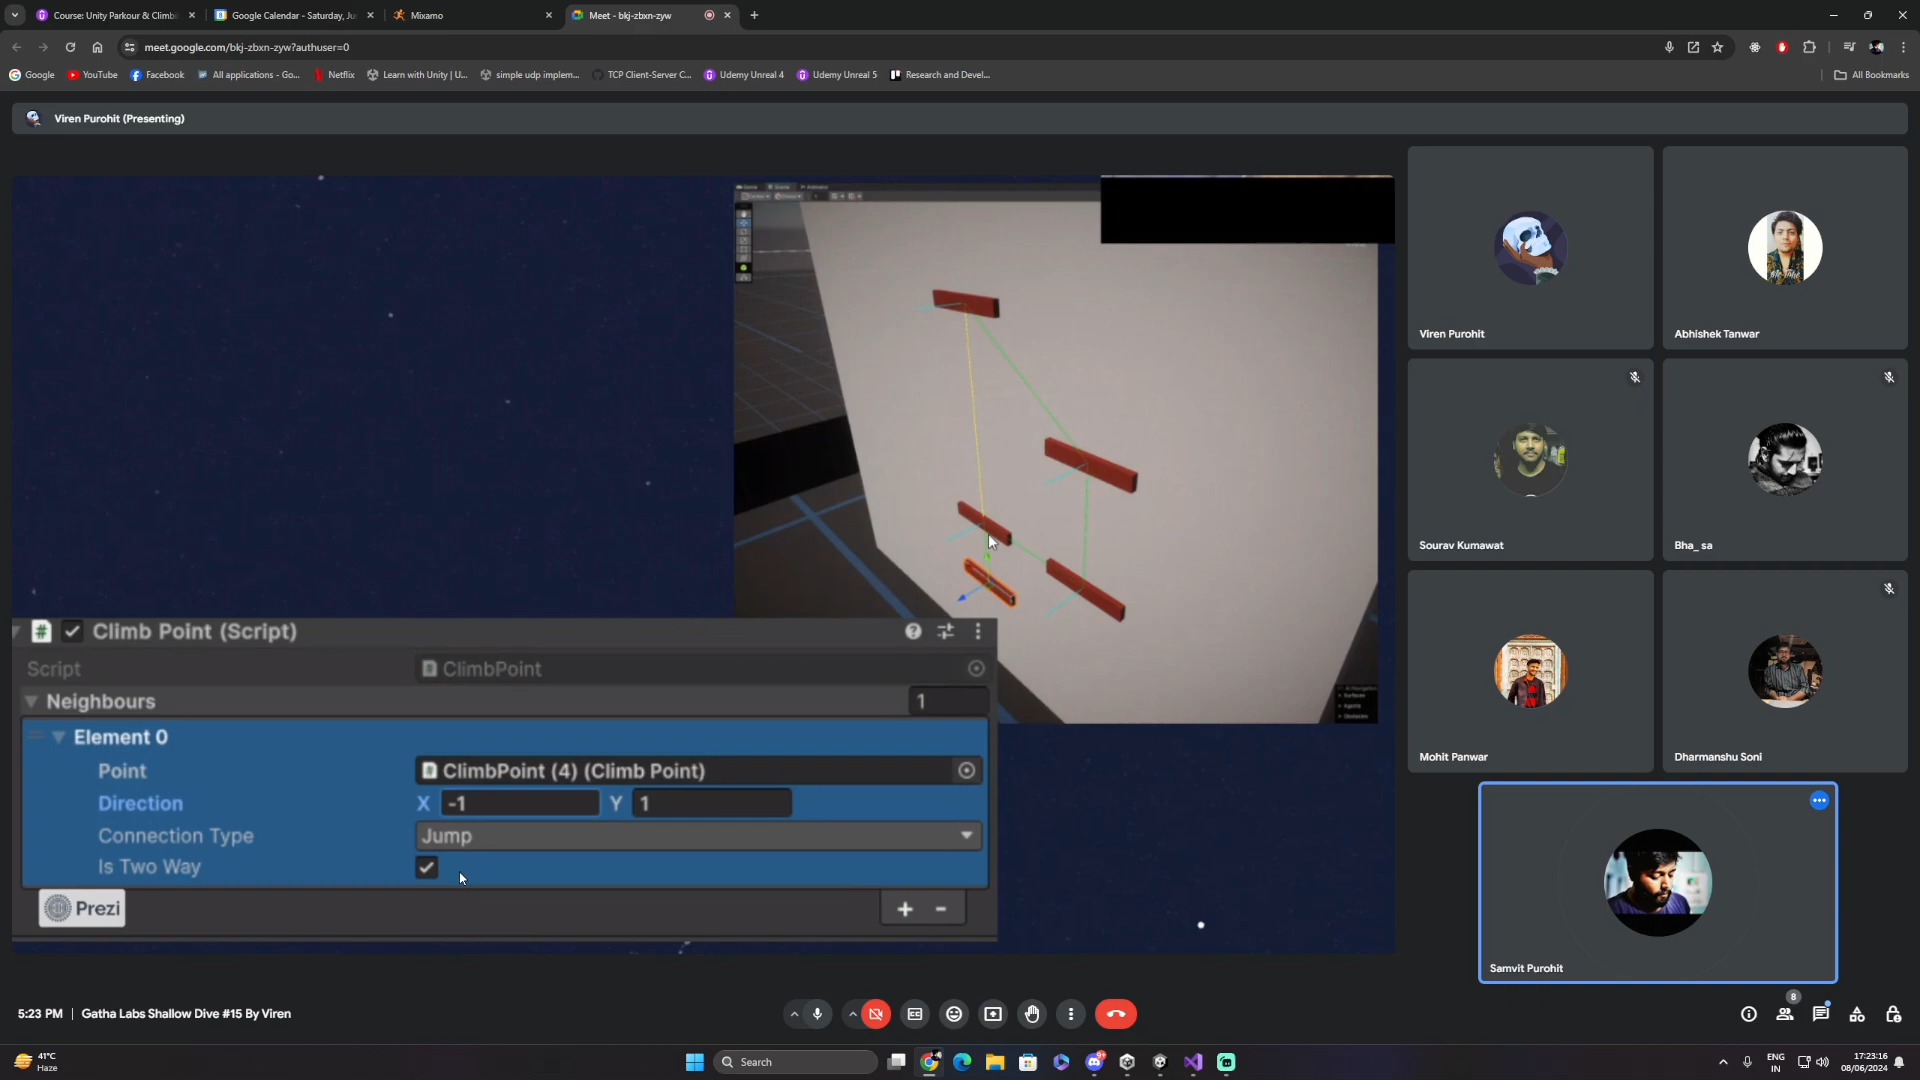 Course: Unity Parkour & Climbi
Google Calendar - Saturday, Ju
Mixamo
Meet - bkj-zbxn-zyw
meet.google.com/bkj-zbxn-zyw?authuser=0
Google
YouTube
Facebook
All applications - Go...
Netflix
Learn with Unity | U...
simple udp implem...
TCP Client-Server C...
Udemy Unreal 4
Udemy Unreal 5
Research and Devel...
All Bookmarks
Viren Purohit (Presenting)
Viren Purohit
Abhishek Tanwar
Sourav Kumawat
Bha_ sa
Mohit Panwar
Dharmanshu Soni
Samvit Purohit
Climb Point (Script)
Script
ClimbPoint
Neighbours
1
Element 0
Point
ClimbPoint (4) (Climb Point)
Direction
X -1
Y 1
Connection Type
Jump
Is Two Way
Prezi
5:23 PM | Gatha Labs Shallow Dive #15 By Viren
8
41°C
Haze
Search
ENG
IN
17:23:16
08/06/2024